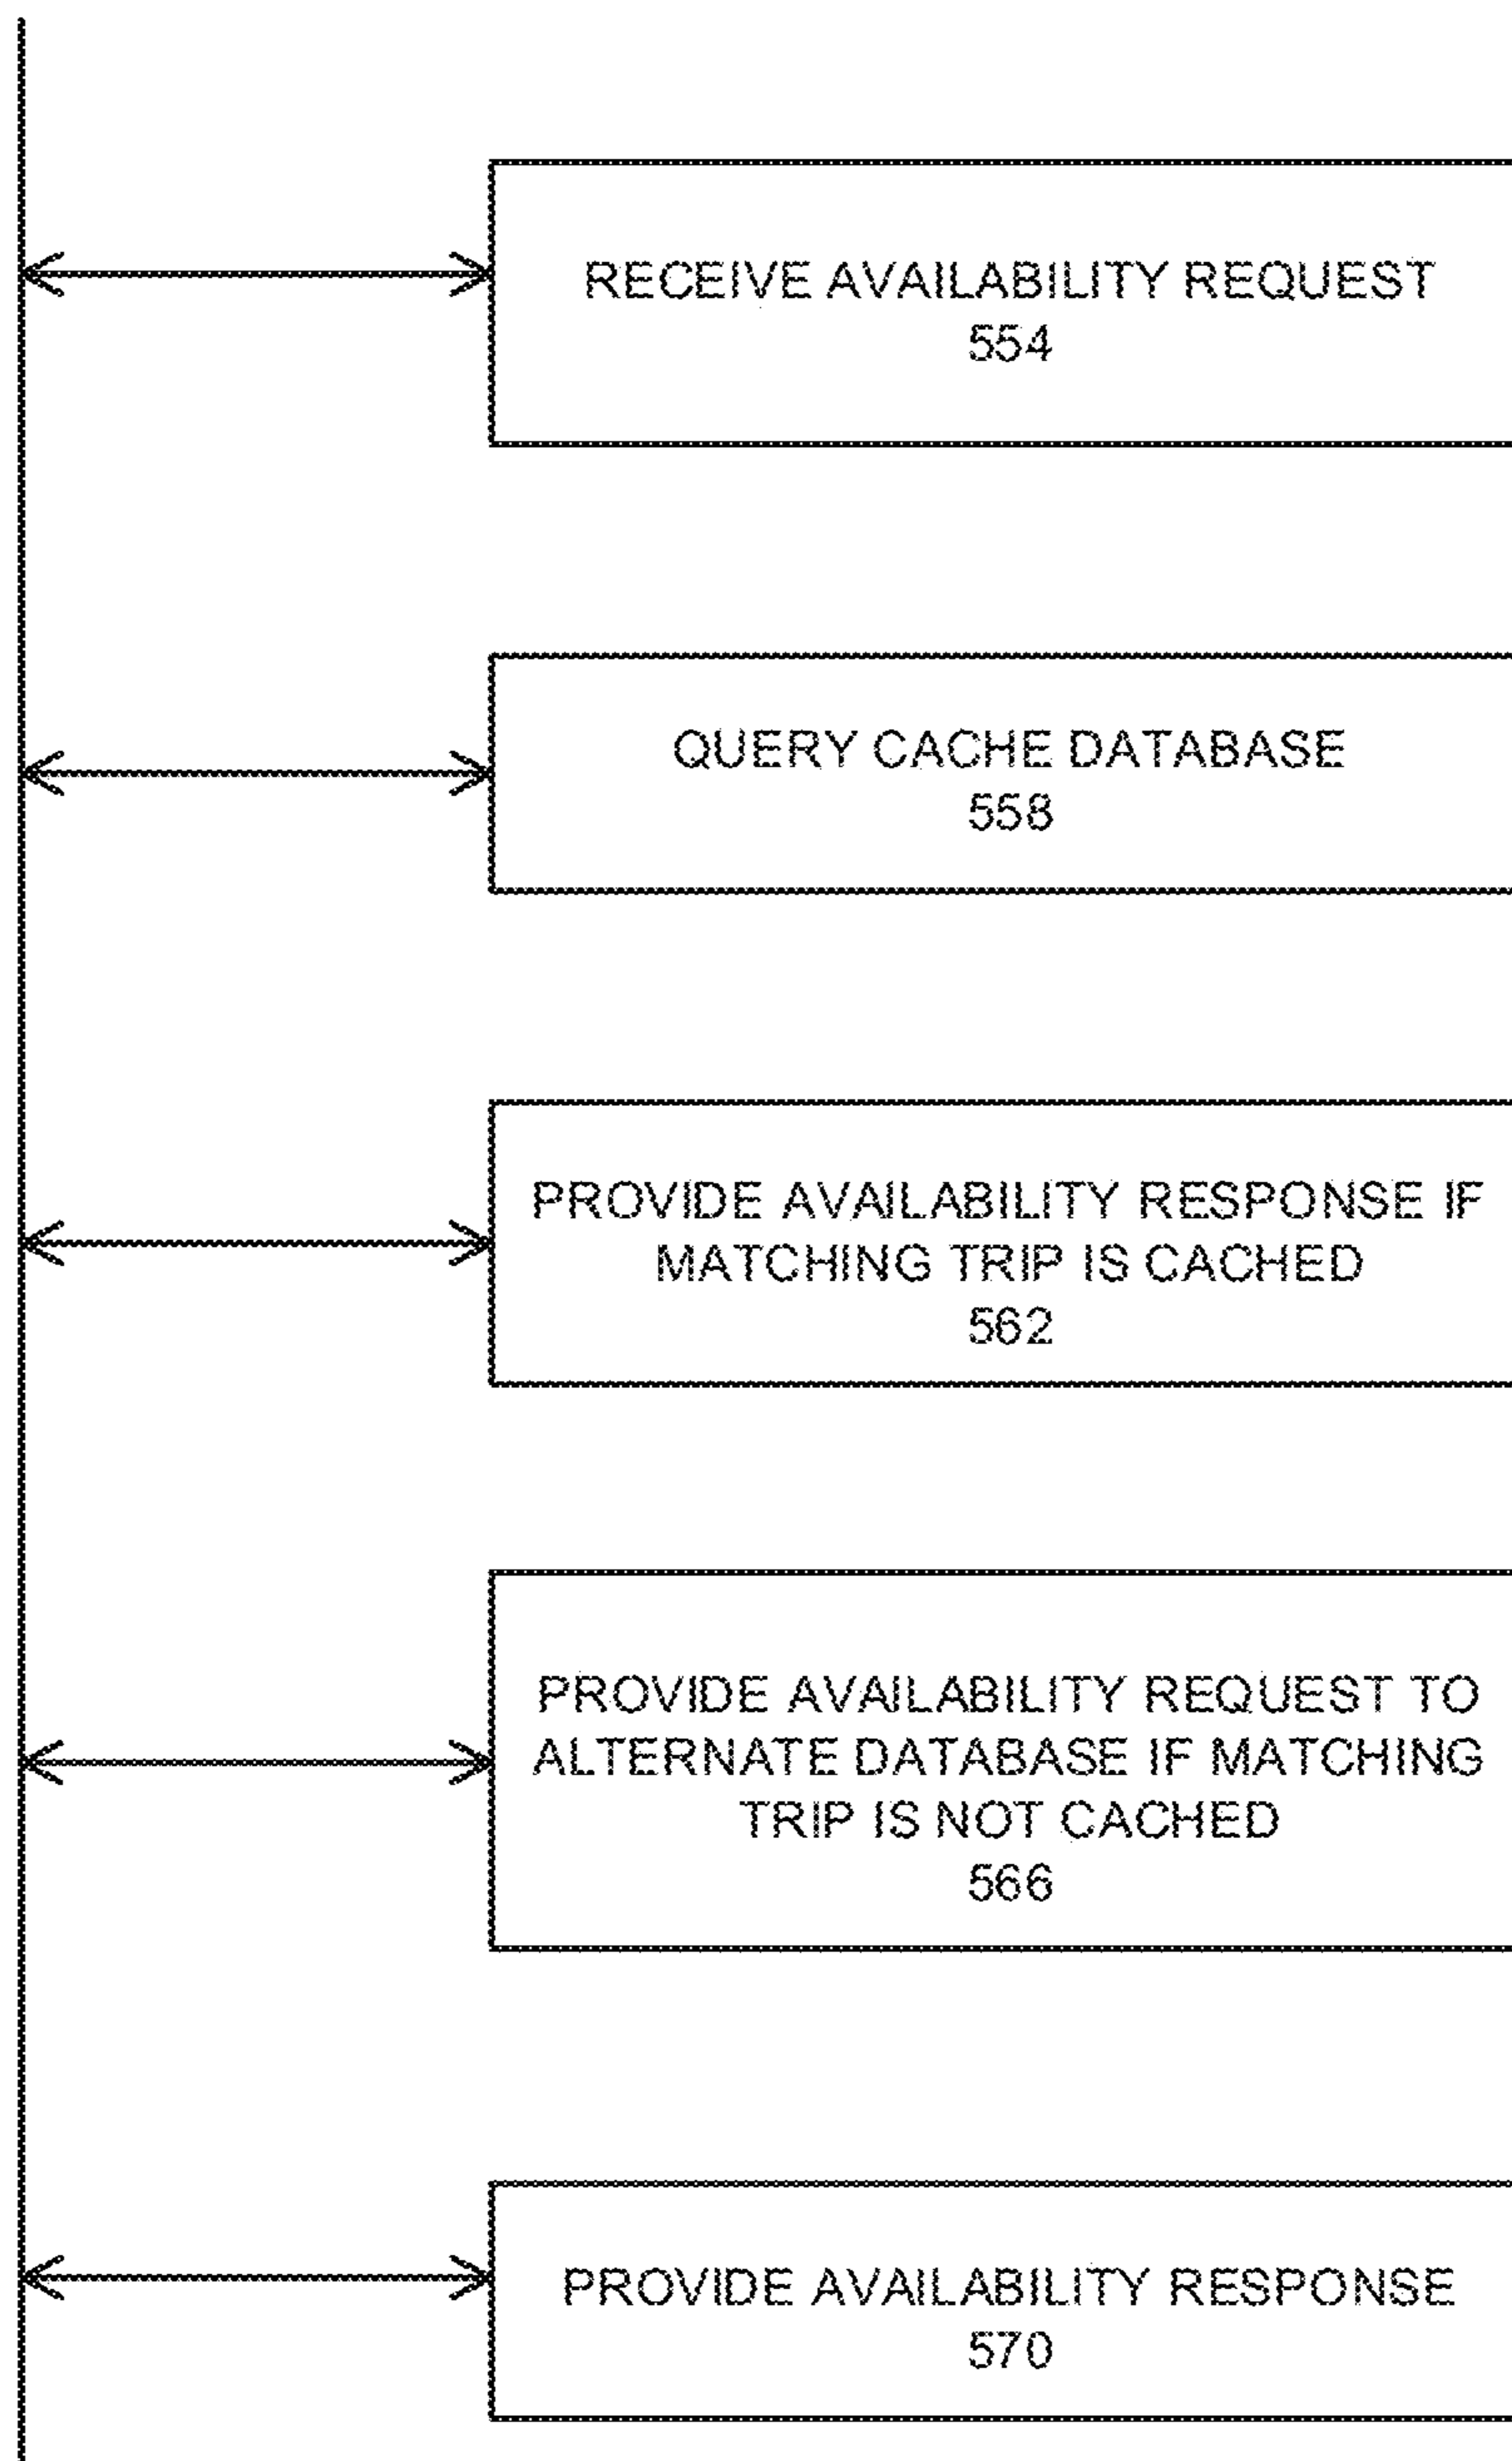 RECEIVE AVAILABILITY REQUEST
554
QUERY CACHE DATABASE
558
PROVIDE AVAILABILITY RESPONSE IF
MATCHING TRIP IS CACHED
562
PROVIDE AVAILABILITY REQUEST TO
ALTERNATE DATABASE IF MATCHING
TRIP IS NOT CACHED
566
PROVIDE AVAILABILITY RESPONSE
570